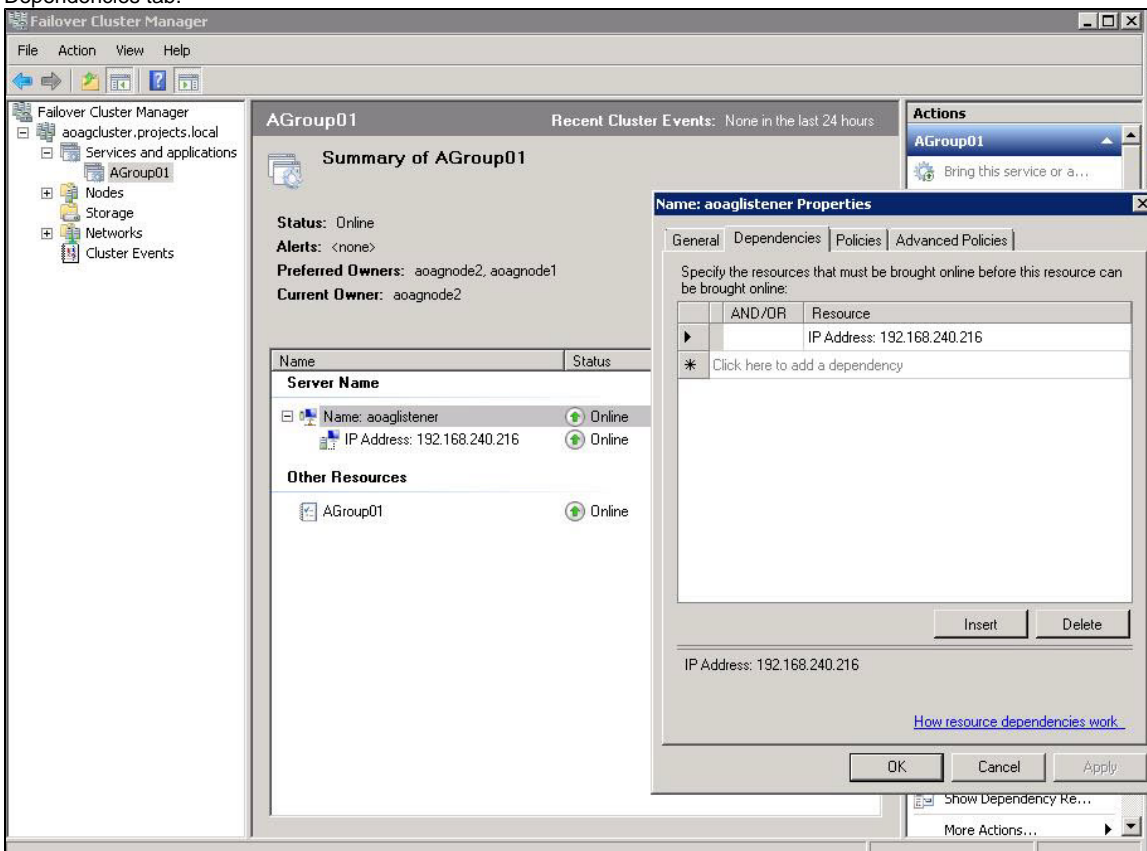 Dependencies tab:
Failover Cluster Manager
File Action View Help
Failover Cluster Manager
aoagcluster.projects.local
Services and applications
AGroup01
Nodes
Storage
Networks
Cluster Events
AGroup01 Recent Cluster Events: None in the last 24 hours
Summary of AGroup01
Status: Online
Alerts: <none>
Preferred Owners: aoagnode2, aoagnode1
Current Owner: aoagnode2
Name Status
Server Name
Name: aoaglistener Online
IP Address: 192.168.240.216 Online
Other Resources
AGroup01 Online
Actions
AGroup01
Bring this service or a...
Name: aoaglistener Properties
General Dependencies Policies Advanced Policies
Specify the resources that must be brought online before this resource can
be brought online:
AND/OR Resource
IP Address: 192.168.240.216
Click here to add a dependency
Insert Delete
IP Address: 192.168.240.216
How resource dependencies work
OK Cancel Apply
Show Dependency Re...
More Actions...